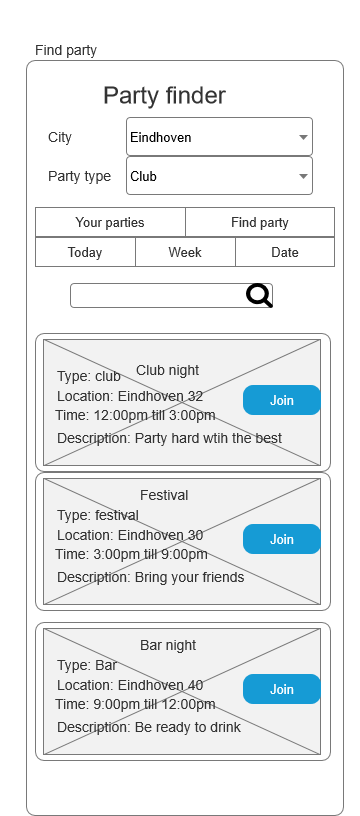 Find party
Party finder
City Eindhoven
Party type Club
Your parties Find party
Today Week Date
Club night
Type: club
Location: Eindhoven 32
Time: 12:00pm till 3:00pm
Join
Description: Party hard wtih the best
Festival
Type: festival
Location: Eindhoven 30
Time: 3:00pm till 9:00pm
Join
Description: Bring your friends
Bar night
Type: Bar
Location: Eindhoven 40
Time: 9:00pm till 12:00pm
Join
Description: Be ready to drink